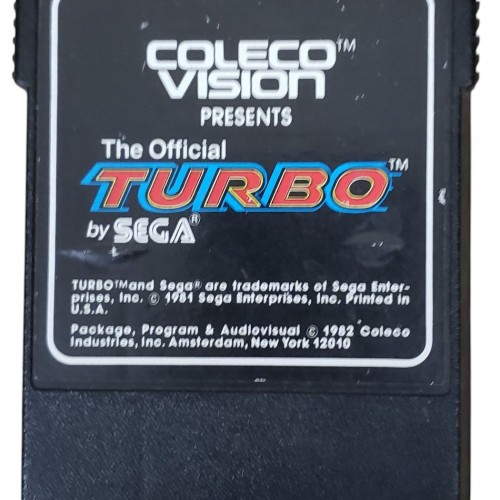 COLECO™
VISION
PRESENTS
The Official
TURBO™
by SEGA®
TURBO™and Sega® are trademarks of Sega Enter-
prises, Inc. © 1981 Sega Enterprises, Inc. Printed in
U.S.A.
Package, Program & Audiovisual © 1982 Coleco
Industries, Inc. Amsterdam, New York 12010